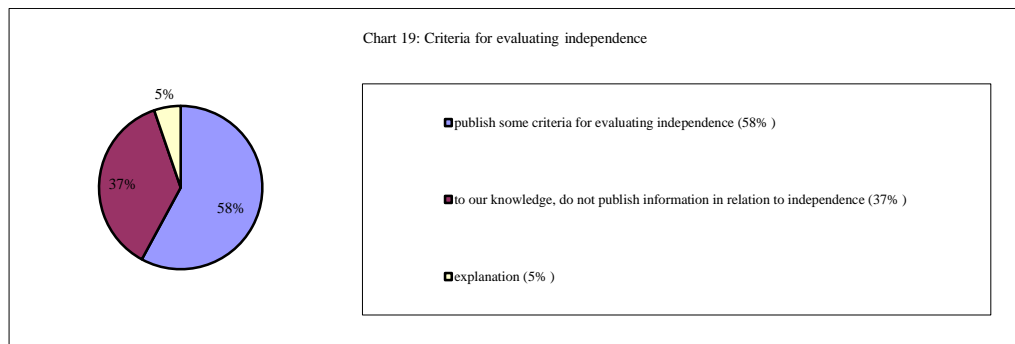 Chart 19: Criteria for evaluating independence
5%
37%
58%
publish some criteria for evaluating independence (58% )
to our knowledge, do not publish information in relation to independence (37% )
explanation (5% )